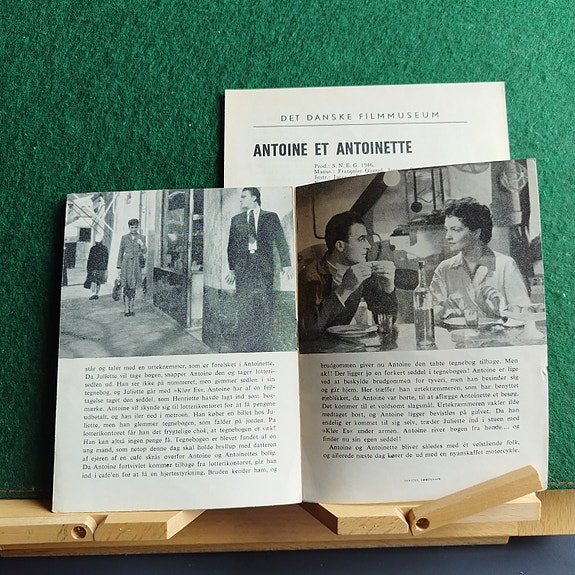 DET DANSKE FILMMUSEUM
ANTOINE ET ANTOINETTE
Prod.: S. N. E. G. 1946.
Manus.: Françoise Giroud,
står og taler med en urtekræmmer, som er forelsket i Antoinette.
Da Juliette vil tage bogen, snapper Antoine den og tager lotteri-
sedlen ud. Han ser ikke på nummeret, men gemmer sedlen i sin
tegnebog, og Juliette går med »Klør Es«. Antoine har af en fejl-
tagelse taget den seddel, som Henriette havde lagt ind som bog-
mærke. Antoine vil skynde sig til lotterikontoret for at få pengene
udbetalt, og han iler ned i metroen. Han køber en billet hos Ju-
liette, men han glemmer tegnebogen, som falder på jorden. På
lotterikontoret får han det frygtelige chok, at tegnebogen er væk!
Han kan altså ingen penge få. Tegnebogen er blevet fundet af en
ung mand, som netop denne dag skal holde bryllup med datteren
af ejeren af en café skrås overfor Antoine og Antoinettes bolig.
Da Antoine fortvivlet kommer tilbage fra lotterikontoret, går han
ind i café'en for at få en hjertestyrkning. Bruden kender ham, og
brudgommen giver nu Antoine den tabte tegnebog tilbage. Men
ak!! Der ligger jo en forkert seddel i tegnebogen! Antoine er lige
ved at beskylde brudgommen for tyveri, men han besinder sig
og går hjem. Her træffer han urtekræmmeren, som har benyttet
øjeblikket, da Antoine var borte, til at aflægge Antoinette et besøg.
Det kommer til et voldsomt slagsmål. Urtekræmmeren vakler ilde
medtaget bort, og Antoine ligger bevistløs på gulvet. Da han
endelig er kommet til sig selv, træder Juliette ind i stuen med
»Klør Es« under armen. Antoine river bogen fra hende.... og
finder nu sin egen seddel!
Antoine og Antoinette bliver således med ét velstående folk,
og allerede næste dag kører de ud med en nyanskaffet motorcykle.